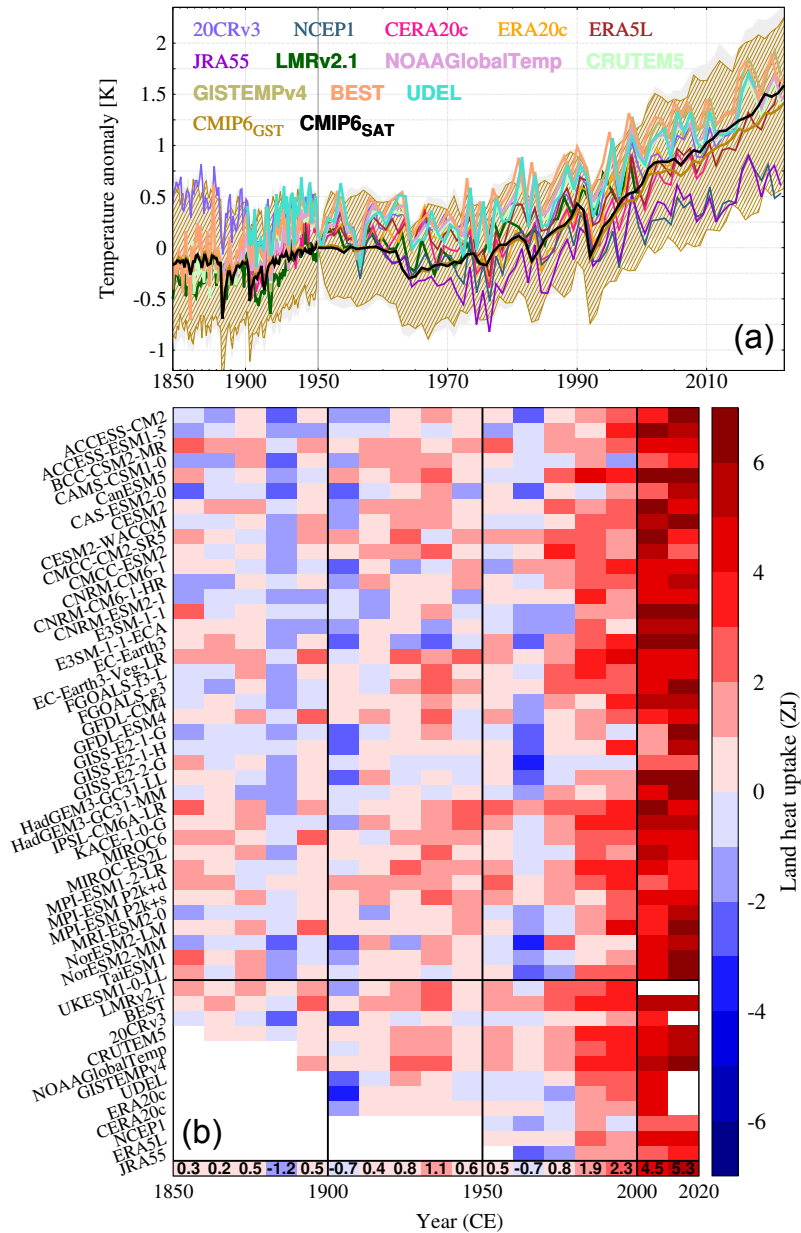 20CRv3 NCEP1 CERA20c ERA20c ERA5L
JRA55 LMRv2.1 NOAAGlobalTemp CRUTEM5
GISTEMPv4 BEST UDEL
CMIP6GST CMIP6SAT
Temperature anomaly [K]
2
1.5
1
0.5
0
-0.5
-1
(a)
1850 1900 1950 1970 1990 2010
ACCESS-CM2
ACCESS-ESM1-5
BCC-CSM2-MR
CAMS-CSM1-0
CanESM5
CAS-ESM2-0
CESM2
CESM2-WACCM
CMCC-CM2-SR5
CMCC-ESM2
CNRM-CM6-1
CNRM-CM6-1-HR
CNRM-ESM2-1
E3SM-1-1
E3SM-1-1-ECA
EC-Earth3
EC-Earth3-Veg-LR
FGOALS-f3-L
FGOALS-g3
GFDL-CM4
GFDL-ESM4
GISS-E2-1-G
GISS-E2-1-H
GISS-E2-2-G
HadGEM3-GC31-LL
HadGEM3-GC31-MM
IPSL-CM6A-LR
KACE-1-0-G
MIROC6
MIROC-ES2L
MPI-ESM1-2-LR
MPI-ESM P2k+d
MPI-ESM P2k+s
MRI-ESM2-0
NorESM2-LM
NorESM2-MM
TaiESM1
UKESM1-0-LL
LMRv2.1
BEST
20CRv3
CRUTEM5
NOAAGlobalTemp
GISTEMPv4
UDEL
ERA20c
CERA20c
NCEP1
ERA5L
JRA55
(b)
0.3 0.2 0.5 -1.2 0.5 -0.7 0.4 0.8 1.1 0.6 0.5 -0.7 0.8 1.9 2.3 4.5 5.3
1850 1900 1950 2000 2020
Year (CE)
6
4
2
0
-2
-4
-6
Land heat uptake (ZJ)